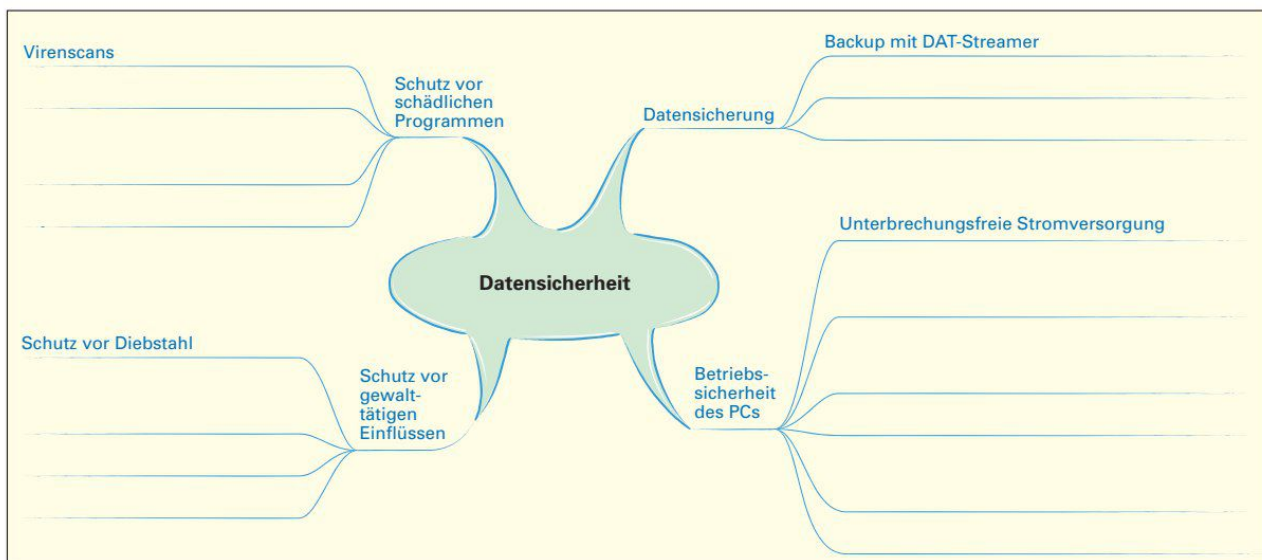 Virenscans
Schutz vor
schädlichen
Programmen
Backup mit DAT-Streamer
Datensicherung
Unterbrechungsfreie Stromversorgung
Datensicherheit
Schutz vor Diebstahl
Schutz vor
gewalt-
tätigen
Einflüssen
Betriebs-
sicherheit
des PCs